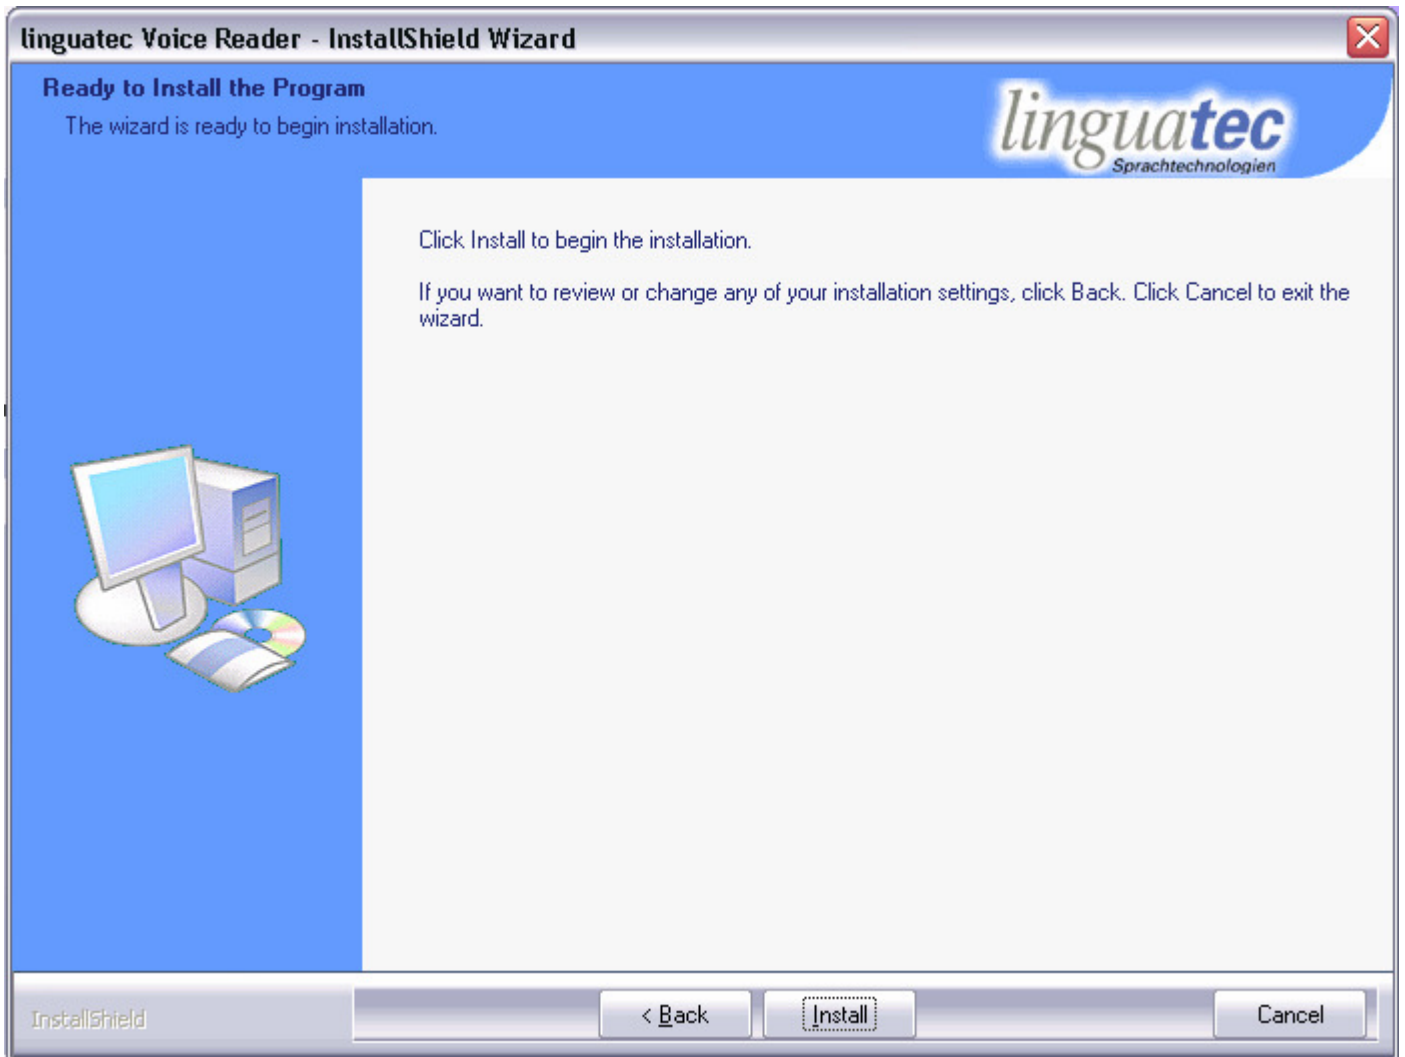 linguatec Voice Reader - InstallShield Wizard
Ready to Install the Program
The wizard is ready to begin installation.
linguatec
Sprachtechnologien
Click Install to begin the installation.
If you want to review or change any of your installation settings, click Back. Click Cancel to exit the
wizard.
InstallShield
< Back
Install
Cancel